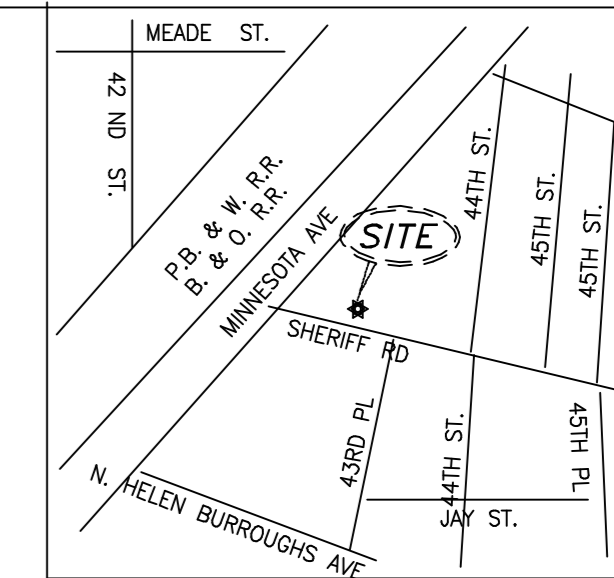 MEADE ST.
42 ND ST.
P.B. & W. R.R.
B. & O. R.R.
MINNESOTA AVE
SITE
44TH ST.
45TH ST.
45TH ST.
SHERIFF RD
43RD PL
44TH ST.
45TH PL
JAY ST.
N. HELEN BURROUGHS AVE